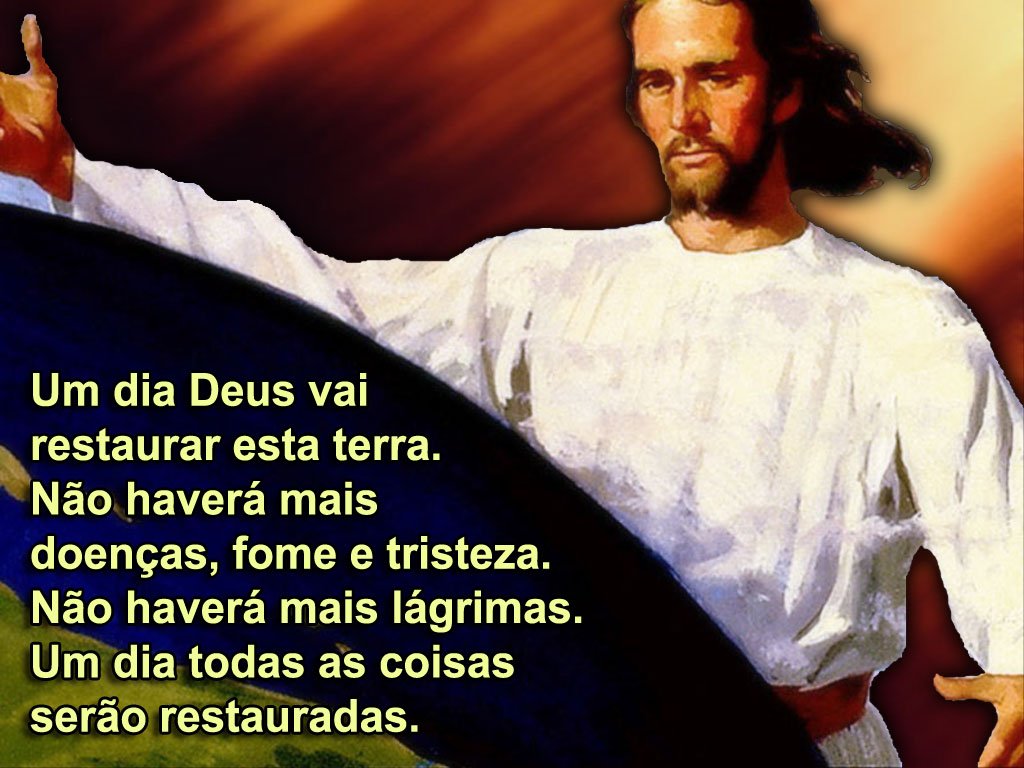 Um dia Deus vai
restaurar esta terra.
Não haverá mais
doenças, fome e tristeza.
Não haverá mais lágrimas.
Um dia todas as coisas
serão restauradas.